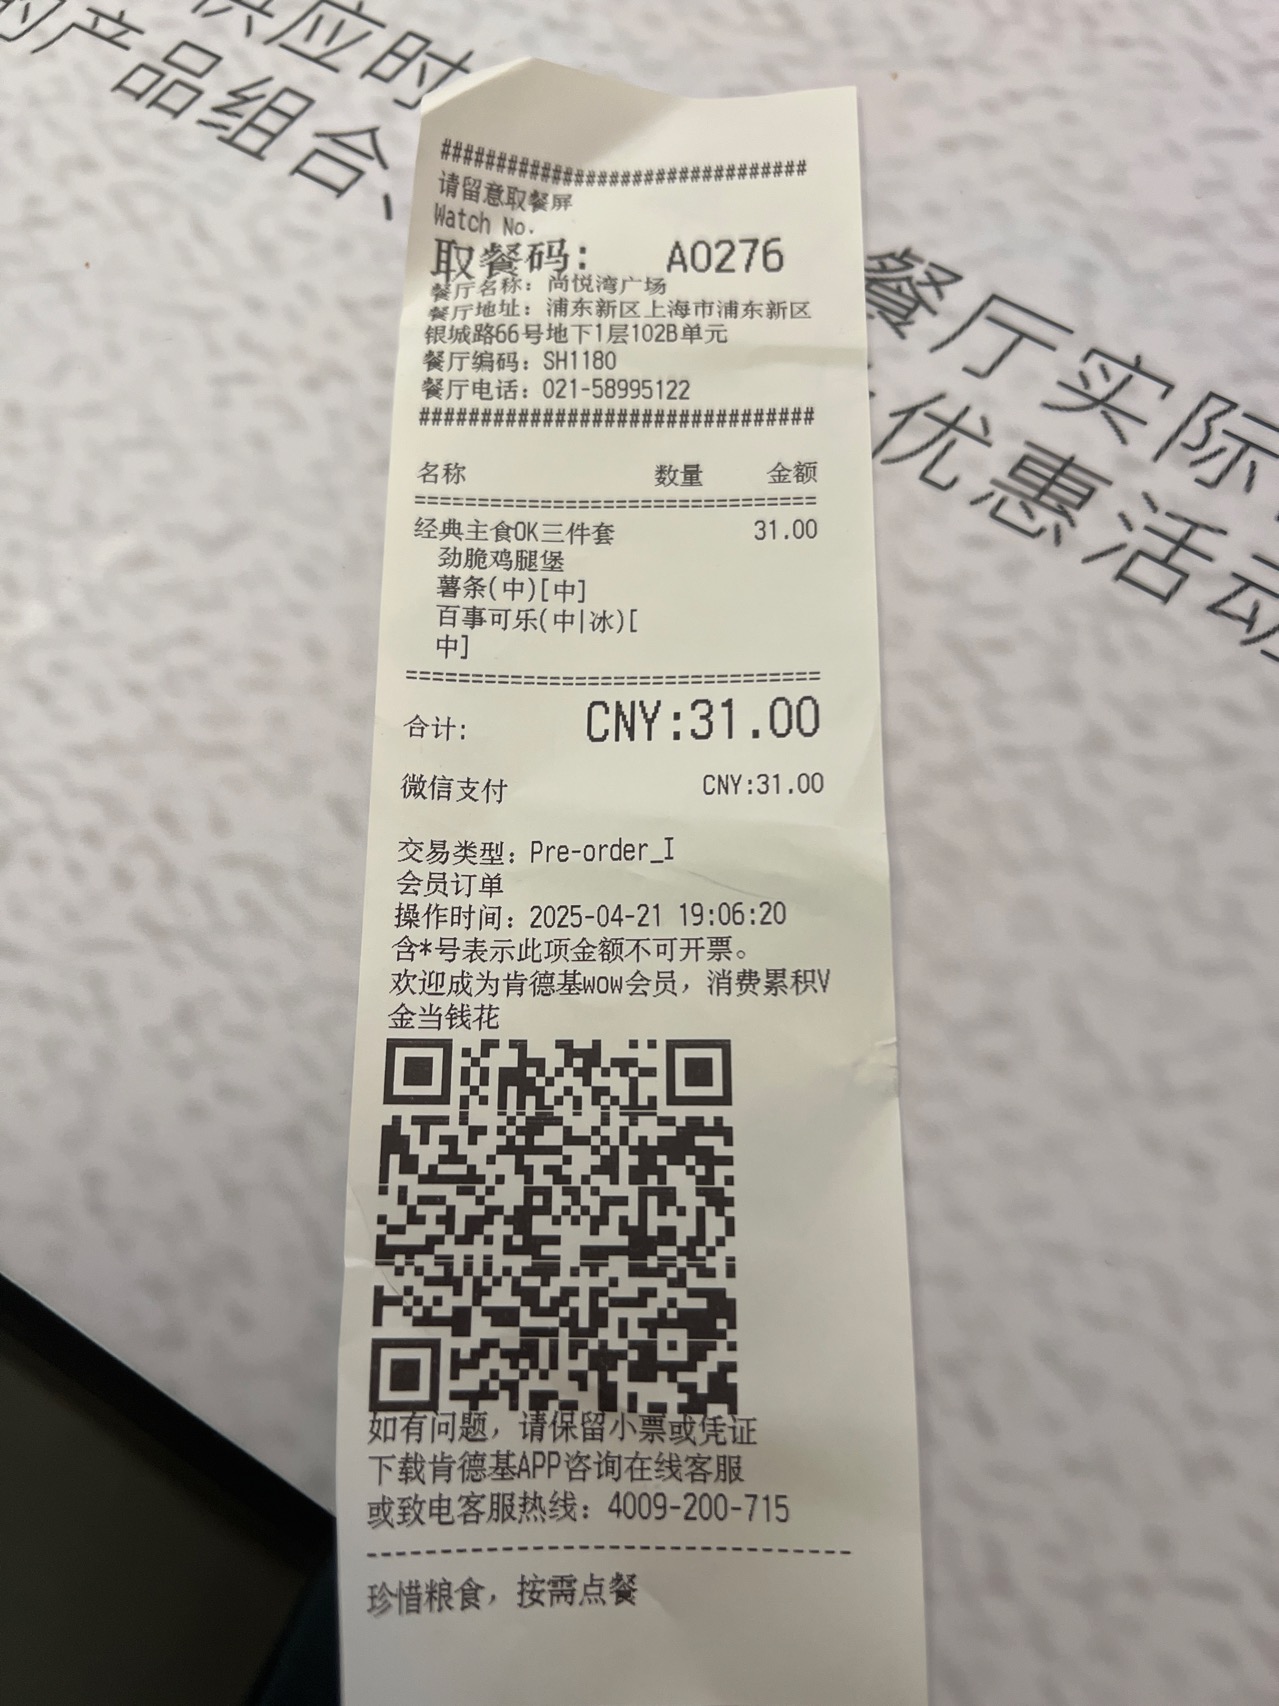 供应时
的产品组合、
餐厅实际
优惠活动
################################
请留意取餐屏
Watch No.
取餐码: A0276
餐厅名称: 尚悦湾广场
餐厅地址: 浦东新区上海市浦东新区
银城路66号地下1层102B单元
餐厅编码: SH1180
餐厅电话: 021-58995122
################################
名称 数量 金额
================================
经典主食OK三件套 31.00
劲脆鸡腿堡
薯条(中)[中]
百事可乐(中|冰)[
中]
================================
合计: CNY:31.00
微信支付 CNY:31.00
交易类型: Pre-order_I
会员订单
操作时间: 2025-04-21 19:06:20
含*号表示此项金额不可开票。
欢迎成为肯德基WOW会员，消费累积V
金当钱花
如有问题，请保留小票或凭证
下载肯德基APP咨询在线客服
或致电客服热线: 4009-200-715
--------------------------------
珍惜粮食，按需点餐